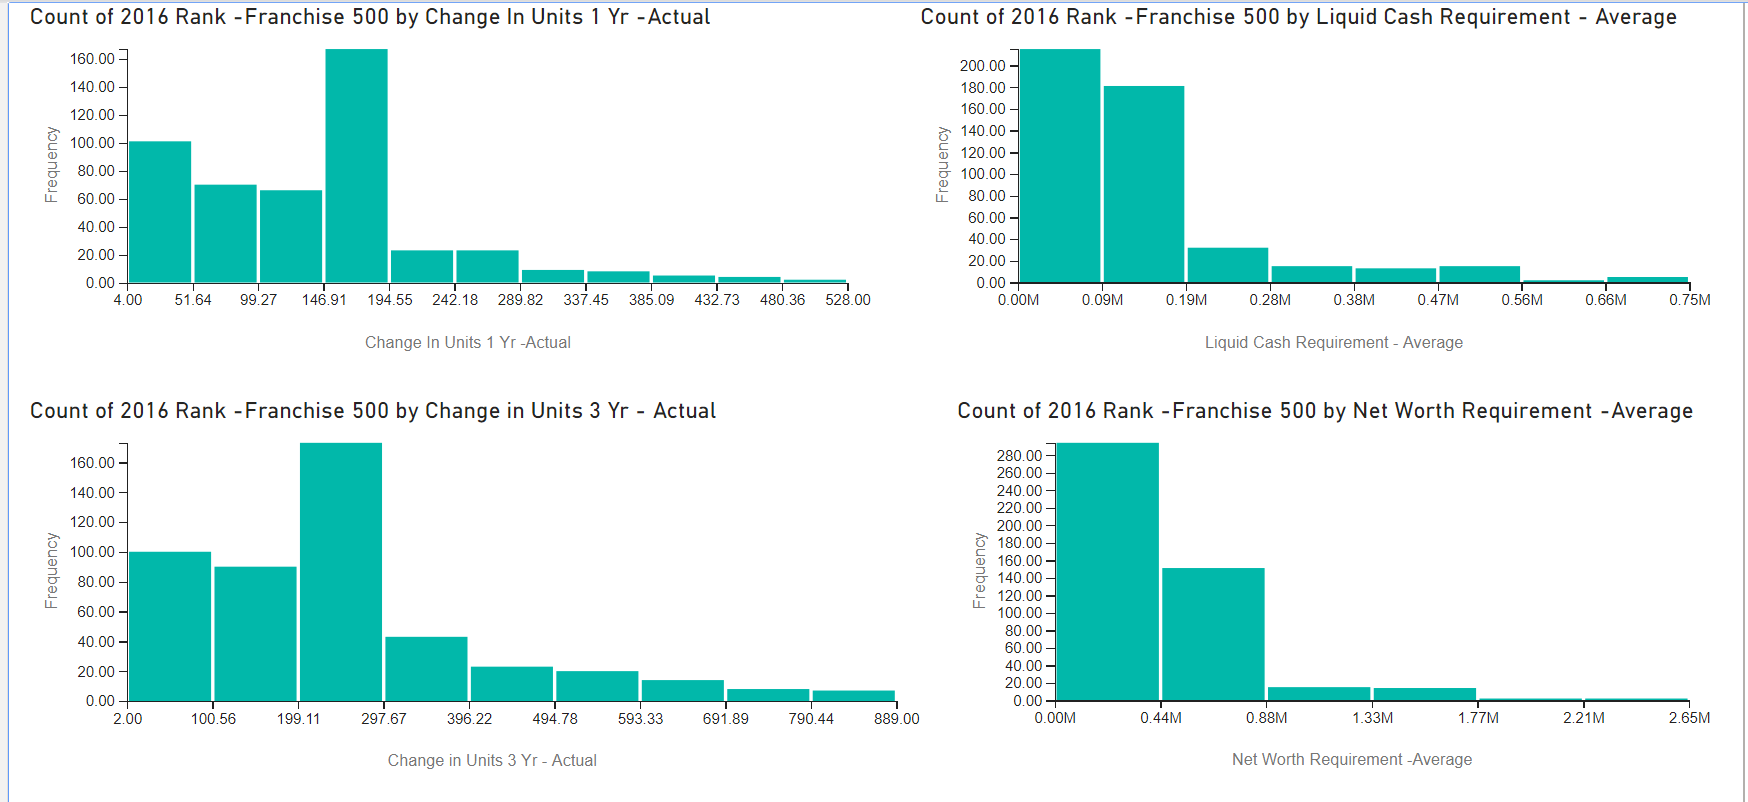 Count of 2016 Rank -Franchise 500 by Change In Units 1 Yr -Actual
160.00
140.00
120.00
100.00
80.00
60.00
40.00
20.00
0.00
Frequency
4.00 51.64 99.27 146.91 194.55 242.18 289.82 337.45 385.09 432.73 480.36 528.00
Change In Units 1 Yr -Actual
Count of 2016 Rank -Franchise 500 by Liquid Cash Requirement - Average
200.00
180.00
160.00
140.00
120.00
100.00
80.00
60.00
40.00
20.00
0.00
Frequency
0.00M 0.09M 0.19M 0.28M 0.38M 0.47M 0.56M 0.66M 0.75M
Liquid Cash Requirement - Average
Count of 2016 Rank -Franchise 500 by Change in Units 3 Yr - Actual
160.00
140.00
120.00
100.00
80.00
60.00
40.00
20.00
0.00
Frequency
2.00 100.56 199.11 297.67 396.22 494.78 593.33 691.89 790.44 889.00
Change in Units 3 Yr - Actual
Count of 2016 Rank -Franchise 500 by Net Worth Requirement -Average
280.00
260.00
240.00
220.00
200.00
180.00
160.00
140.00
120.00
100.00
80.00
60.00
40.00
20.00
0.00
Frequency
0.00M 0.44M 0.88M 1.33M 1.77M 2.21M 2.65M
Net Worth Requirement -Average